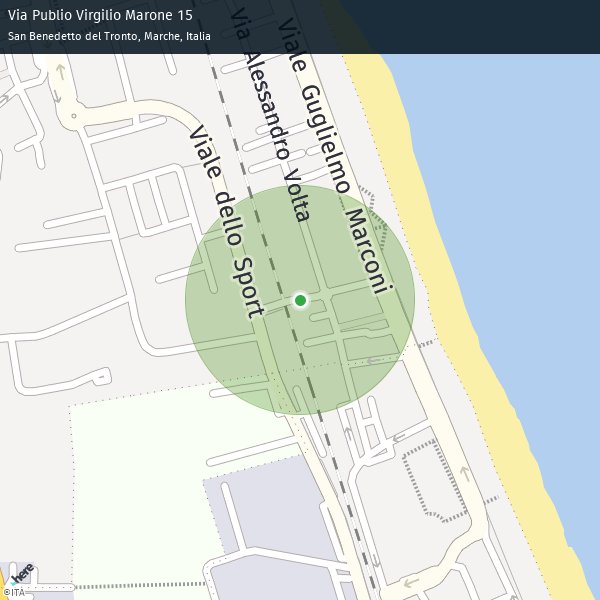 Via Publio Virgilio Marone 15
San Benedetto del Tronto, Marche, Italia
Via Alessandro Volta
Viale Guglielmo Marconi
Viale dello Sport
here
©ITA